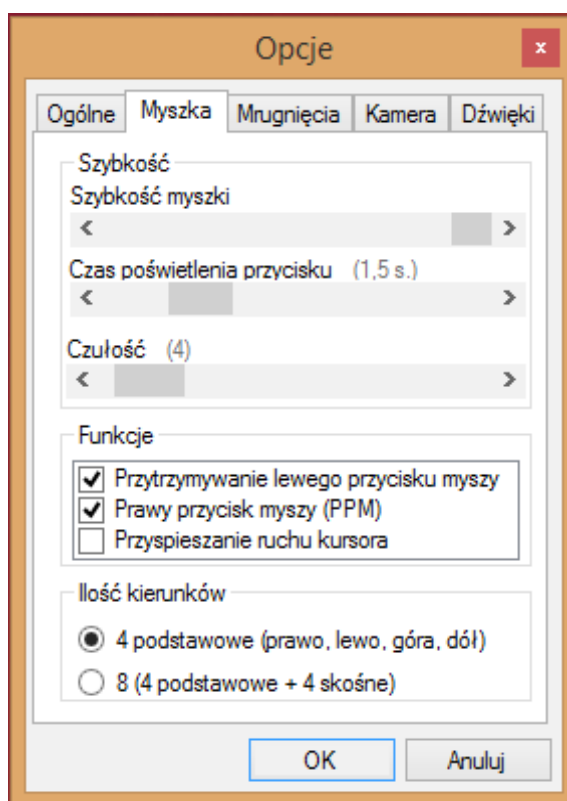 Opcje
x
Ogólne Myszka Mrugnięcia Kamera Dźwięki
Szybkość
Szybkość myszki
Czas poświetlenia przycisku (1,5 s.)
Czułość (4)
Funkcje
Przytrzymywanie lewego przycisku myszy
Prawy przycisk myszy (PPM)
Przyspieszanie ruchu kursora
Ilość kierunków
4 podstawowe (prawo, lewo, góra, dół)
8 (4 podstawowe + 4 skośne)
OK Anuluj